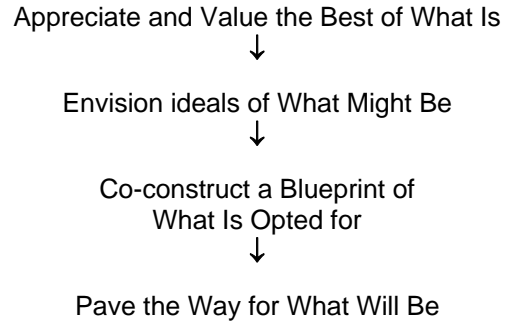 Appreciate and Value the Best of What Is
↓
Envision ideals of What Might Be
↓
Co-construct a Blueprint of
What Is Opted for
↓
Pave the Way for What Will Be